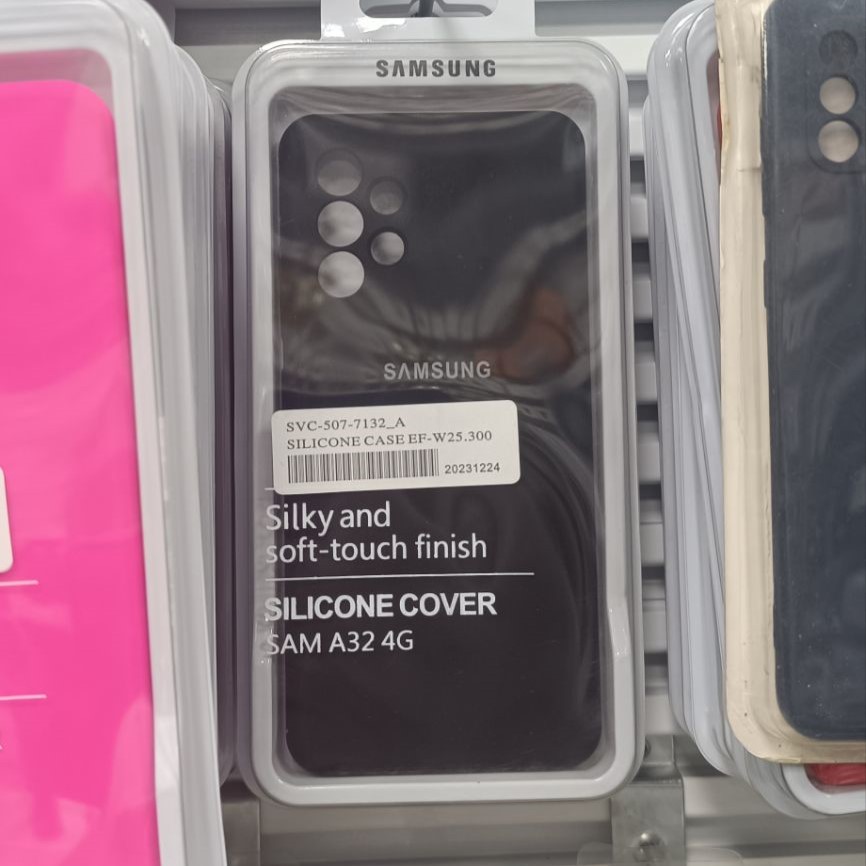 SAMSUNG
SAMSUNG
SVC-507-7132_A
SILICONE CASE EF-W25.300
20231224
Silky and
soft-touch finish
SILICONE COVER
SAM A32 4G